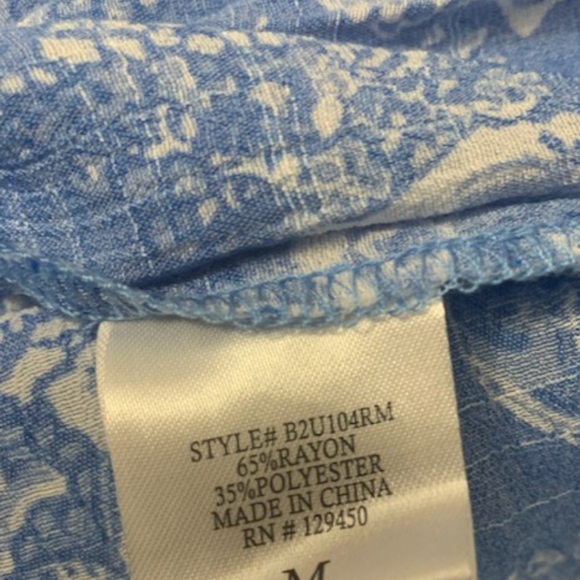 STYLE# B2U104RM
65%RAYON
35%POLYESTER
MADE IN CHINA
RN # 129450
M